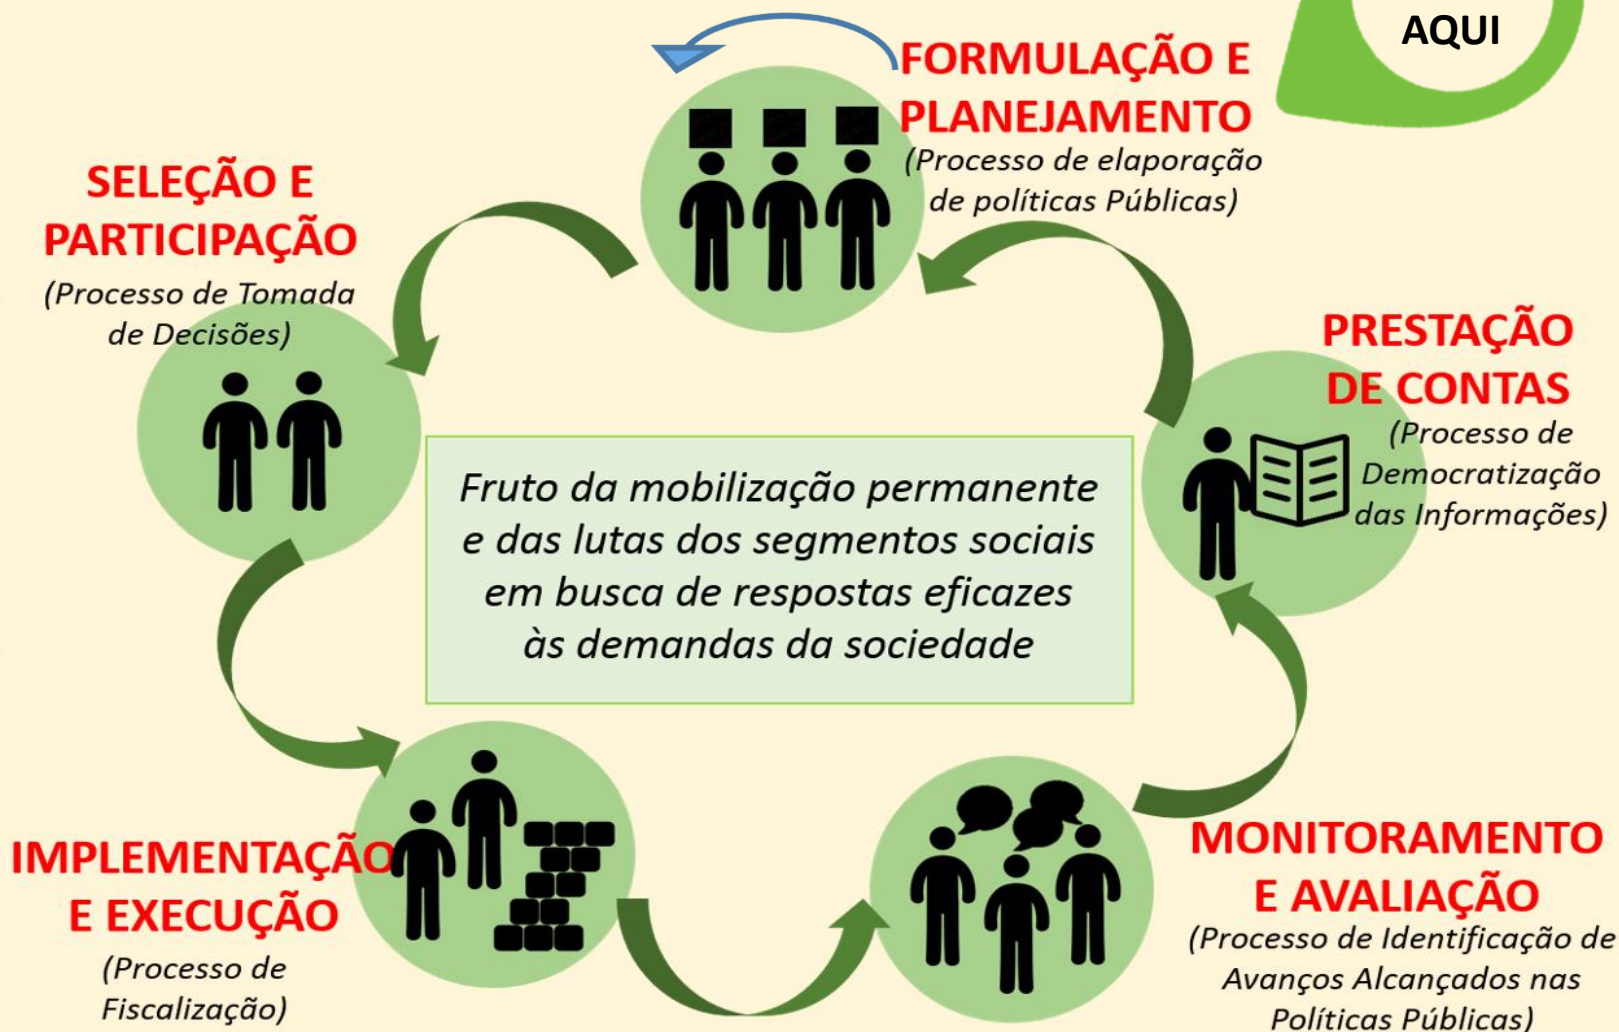 AQUI
FORMULAÇÃO E
PLANEJAMENTO
(Processo de elaporação
de políticas Públicas)
SELEÇÃO E
PARTICIPAÇÃO
(Processo de Tomada
de Decisões)
PRESTAÇÃO
DE CONTAS
(Processo de
Democratização
das Informações)
Fruto da mobilização permanente
e das lutas dos segmentos sociais
em busca de respostas eficazes
às demandas da sociedade
IMPLEMENTAÇÃO
E EXECUÇÃO
(Processo de
Fiscalização)
MONITORAMENTO
E AVALIAÇÃO
(Processo de Identificação de
Avanços Alcançados nas
Políticas Públicas)